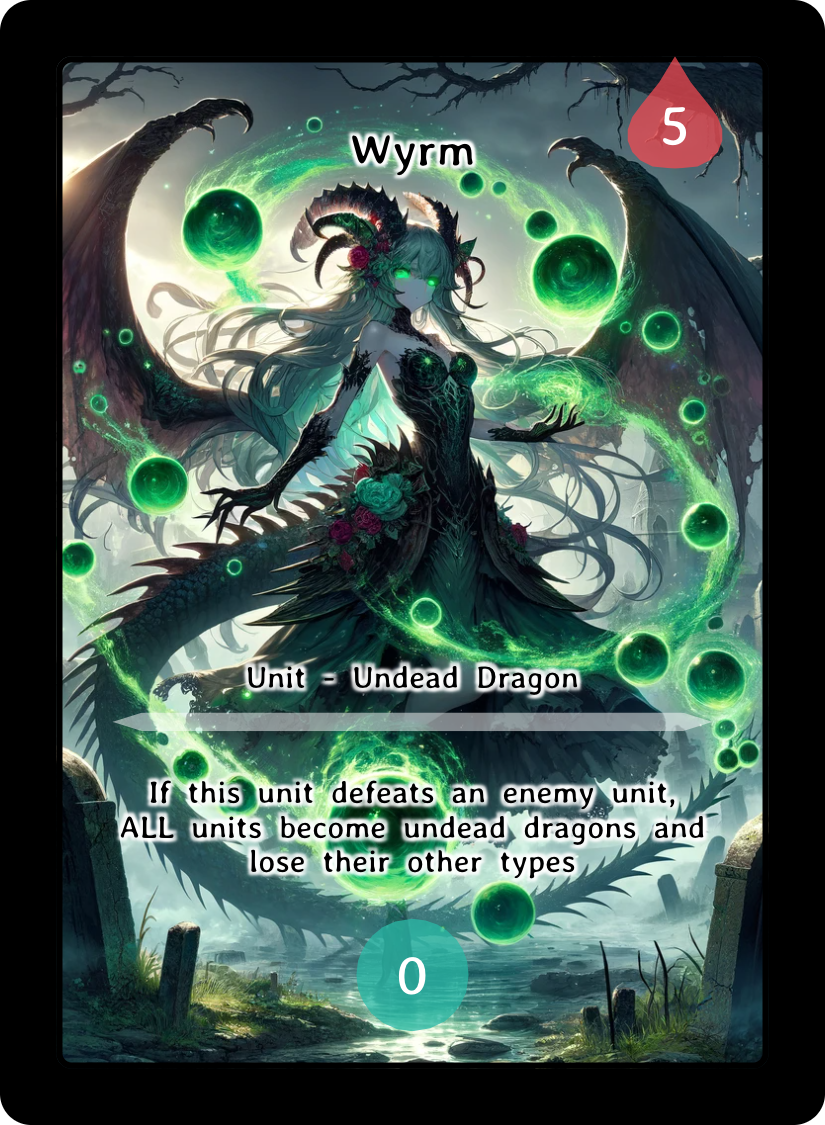 5
Wyrm
Unit - Undead Dragon
If this unit defeats an enemy unit,
ALL units become undead dragons and
lose their other types
0